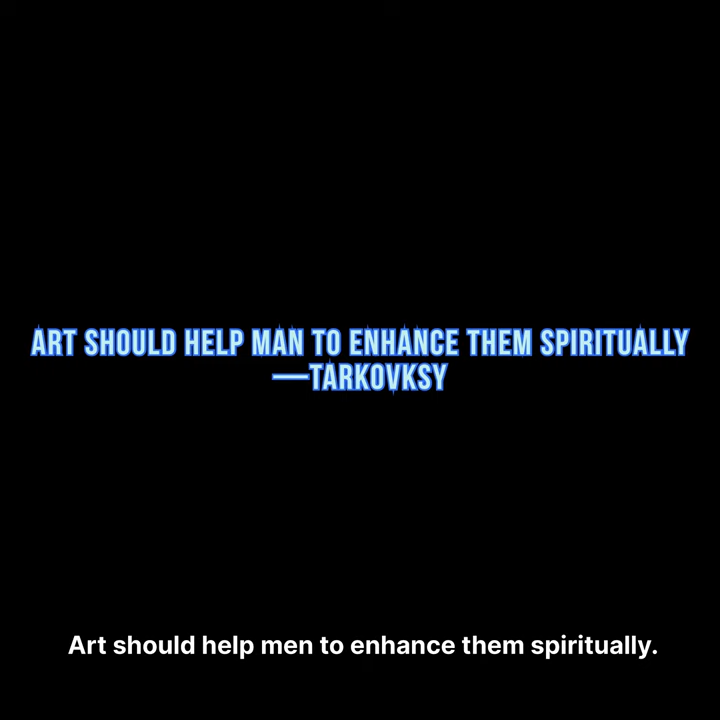 ART SHOULD HELP MAN TO ENHANCE THEM SPIRITUALLY
—TARKOVKSY
Art should help men to enhance them spiritually.